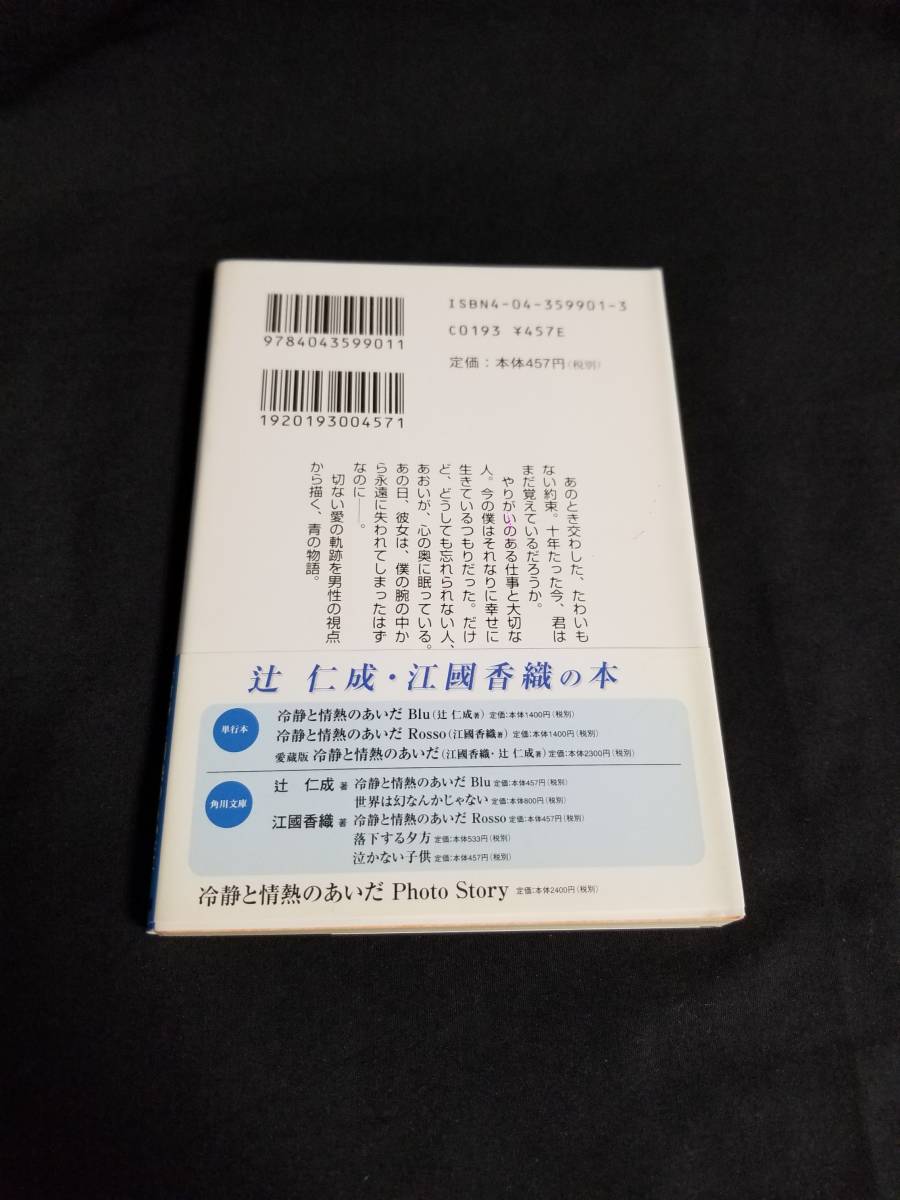 ISBN4-04-359901-3
C0193 ¥457E
定価：本体457円(税別)
9784043599011
1920193004571
あのとき交わした、たわいも
ない約束。十年たった今、君は
まだ覚えているだろうか。
やりがいのある仕事と大切な
人。今の僕はそれなりに幸せに
生きているつもりだった。だけ
ど、どうしても忘れられない人、
あおいが、心の奥に眠っている。
あの日、彼女は、僕の腕の中か
ら永遠に失われてしまったはず
なのに──。
切ない愛の軌跡を男性の視点
から描く、青の物語。
辻 仁成・江國香織の本
単行本
冷静と情熱のあいだ Blu(辻 仁成著) 定価:本体1400円(税別)
冷静と情熱のあいだ Rosso(江國香織著) 定価:本体1400円(税別)
愛蔵版 冷静と情熱のあいだ(江國香織・辻 仁成著) 定価:本体2300円(税別)
角川文庫
辻 仁成 著 冷静と情熱のあいだ Blu 定価:本体457円(税別)
世界は幻なんかじゃない 定価:本体800円(税別)
江國香織 著 冷静と情熱のあいだ Rosso 定価:本体457円(税別)
落下する夕方 定価:本体533円(税別)
泣かない子供 定価:本体457円(税別)
冷静と情熱のあいだ Photo Story 定価:本体2400円(税別)